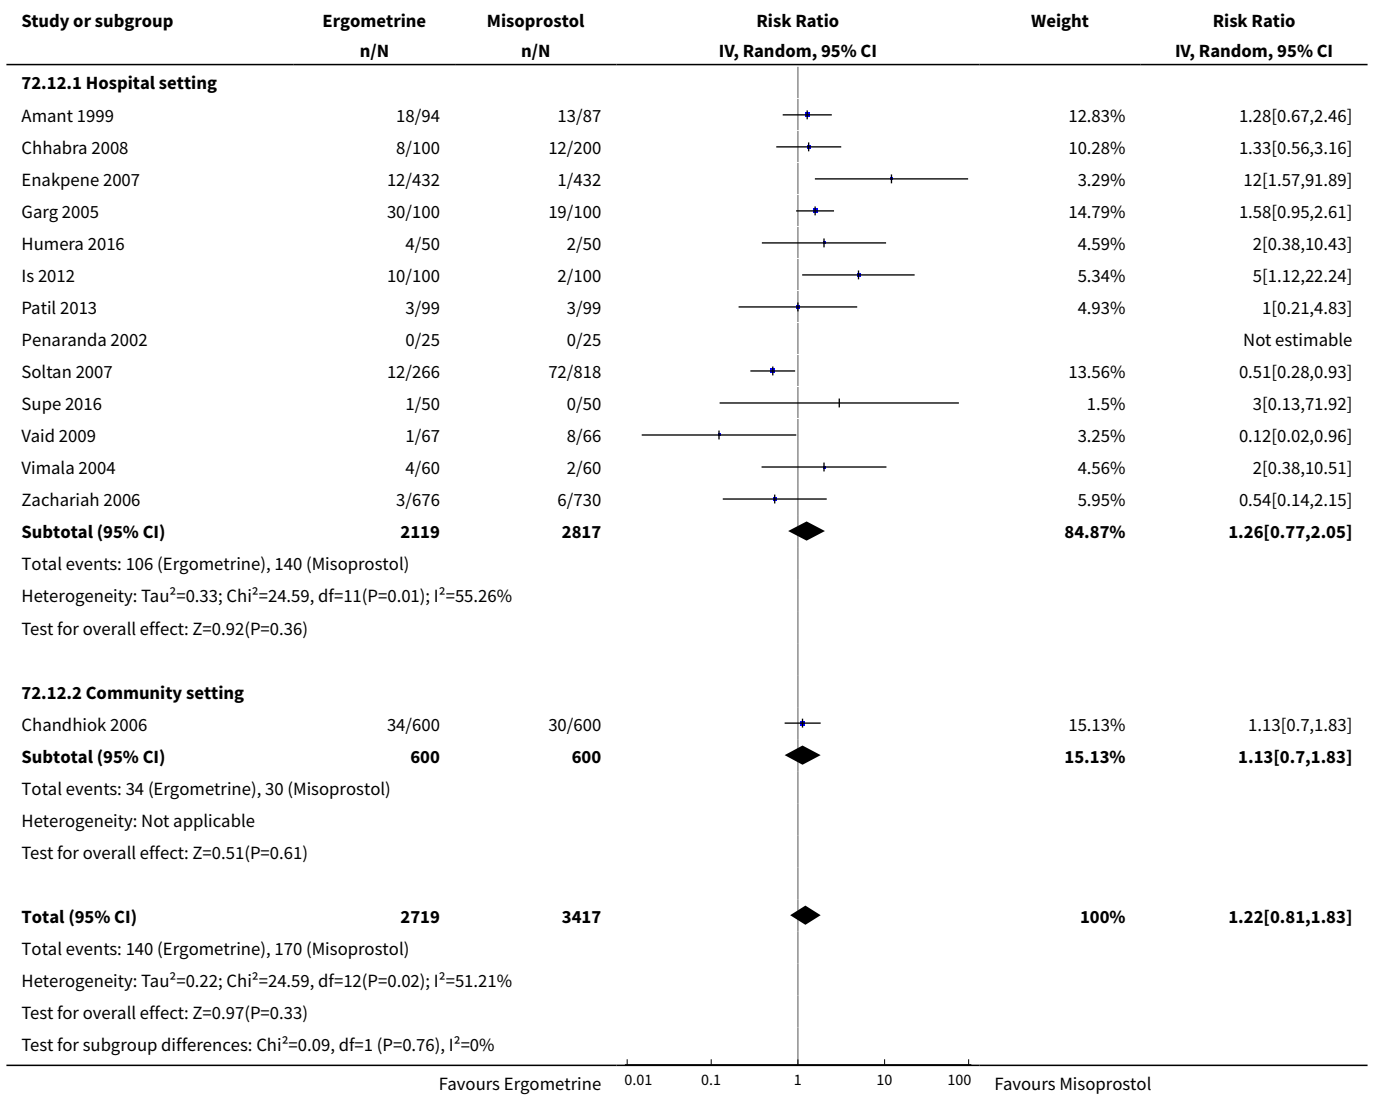 Study or subgroup Ergometrine Misoprostol Risk Ratio Weight Risk Ratio
n/N n/N IV, Random, 95% CI IV, Random, 95% CI
72.12.1 Hospital setting
Amant 1999 18/94 13/87 12.83% 1.28[0.67,2.46]
Chhabra 2008 8/100 12/200 10.28% 1.33[0.56,3.16]
Enakpene 2007 12/432 1/432 3.29% 12[1.57,91.89]
Garg 2005 30/100 19/100 14.79% 1.58[0.95,2.61]
Humera 2016 4/50 2/50 4.59% 2[0.38,10.43]
Is 2012 10/100 2/100 5.34% 5[1.12,22.24]
Patil 2013 3/99 3/99 4.93% 1[0.21,4.83]
Penaranda 2002 0/25 0/25 Not estimable
Soltan 2007 12/266 72/818 13.56% 0.51[0.28,0.93]
Supe 2016 1/50 0/50 1.5% 3[0.13,71.92]
Vaid 2009 1/67 8/66 3.25% 0.12[0.02,0.96]
Vimala 2004 4/60 2/60 4.56% 2[0.38,10.51]
Zachariah 2006 3/676 6/730 5.95% 0.54[0.14,2.15]
Subtotal (95% CI) 2119 2817 84.87% 1.26[0.77,2.05]
Total events: 106 (Ergometrine), 140 (Misoprostol)
Heterogeneity: Tau²=0.33; Chi²=24.59, df=11(P=0.01); I²=55.26%
Test for overall effect: Z=0.92(P=0.36)
72.12.2 Community setting
Chandhiok 2006 34/600 30/600 15.13% 1.13[0.7,1.83]
Subtotal (95% CI) 600 600 15.13% 1.13[0.7,1.83]
Total events: 34 (Ergometrine), 30 (Misoprostol)
Heterogeneity: Not applicable
Test for overall effect: Z=0.51(P=0.61)
Total (95% CI) 2719 3417 100% 1.22[0.81,1.83]
Total events: 140 (Ergometrine), 170 (Misoprostol)
Heterogeneity: Tau²=0.22; Chi²=24.59, df=12(P=0.02); I²=51.21%
Test for overall effect: Z=0.97(P=0.33)
Test for subgroup differences: Chi²=0.09, df=1 (P=0.76), I²=0%
Favours Ergometrine 0.01 0.1 1 10 100 Favours Misoprostol